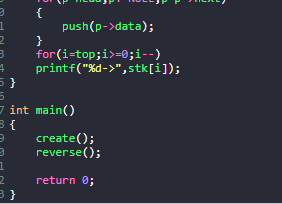 {
push(p->data);
}
for(i=top;i>=0;i--)
printf("%d->",stk[i]);
}
int main()
{
create();
reverse();
return 0;
}